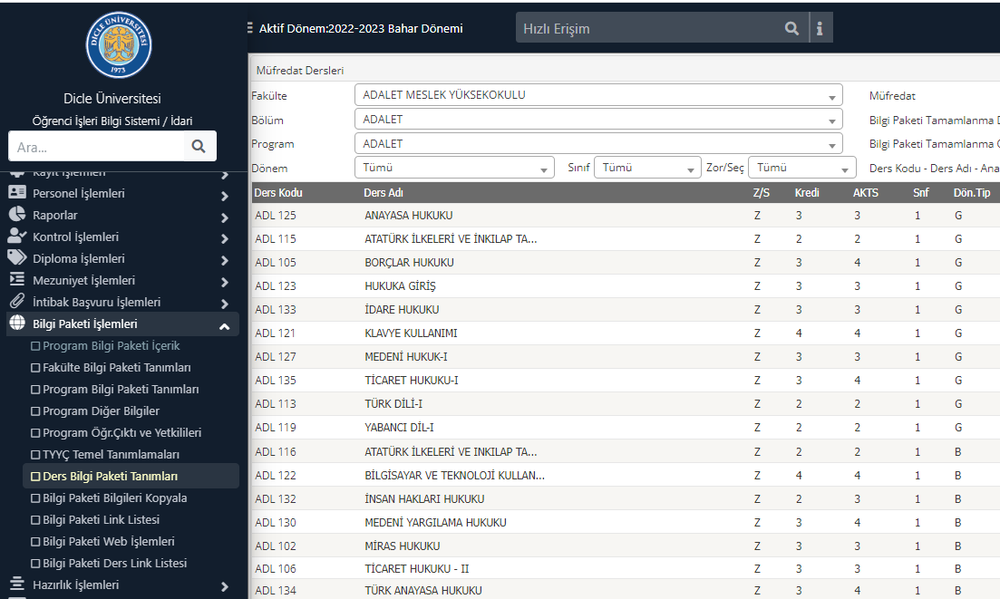 DİCLE ÜNİVERSİTESİ
1973
Dicle Üniversitesi
Öğrenci İşleri Bilgi Sistemi / İdari
Ara...
Kayıt İşlemleri
Personel İşlemleri
Raporlar
Kontrol İşlemleri
Diploma İşlemleri
Mezuniyet İşlemleri
İntibak Başvuru İşlemleri
Bilgi Paketi İşlemleri
Program Bilgi Paketi İçerik
Fakülte Bilgi Paketi Tanımları
Program Bilgi Paketi Tanımları
Program Diğer Bilgiler
Program Öğr.Çıktı ve Yetkilileri
TYYÇ Temel Tanımlamaları
Ders Bilgi Paketi Tanımları
Bilgi Paketi Bilgileri Kopyala
Bilgi Paketi Link Listesi
Bilgi Paketi Web İşlemleri
Bilgi Paketi Ders Link Listesi
Hazırlık İşlemleri
Aktif Dönem:2022-2023 Bahar Dönemi
Hızlı Erişim
Müfredat Dersleri
Fakülte ADALET MESLEK YÜKSEKOKULU Müfredat
Bölüm ADALET Bilgi Paketi Tamamlanma D
Program ADALET Bilgi Paketi Tamamlanma
Dönem Tümü Sınıf Tümü Zor/Seç Tümü Ders Kodu - Ders Adı - Ana
Ders Kodu Ders Adı Z/S Kredi AKTS Snf Dön.Tip
ADL 125 ANAYASA HUKUKU Z 3 3 1 G
ADL 115 ATATÜRK İLKELERİ VE İNKILAP TA... Z 2 2 1 G
ADL 105 BORÇLAR HUKUKU Z 3 4 1 G
ADL 123 HUKUKA GİRİŞ Z 3 3 1 G
ADL 133 İDARE HUKUKU Z 3 3 1 G
ADL 121 KLAVYE KULLANIMI Z 4 4 1 G
ADL 127 MEDENİ HUKUK-I Z 3 3 1 G
ADL 135 TİCARET HUKUKU-I Z 3 4 1 G
ADL 113 TÜRK DİLİ-I Z 2 2 1 G
ADL 119 YABANCI DİL-I Z 2 2 1 G
ADL 116 ATATÜRK İLKELERİ VE INKILAP TA... Z 2 2 1 B
ADL 122 BİLGİSAYAR VE TEKNOLOJİ KULLAN... Z 4 4 1 B
ADL 132 İNSAN HAKLARI HUKUKU Z 2 3 1 B
ADL 130 MEDENİ YARGILAMA HUKUKU Z 3 4 1 B
ADL 102 MİRAS HUKUKU Z 3 3 1 B
ADL 106 TİCARET HUKUKU - II Z 3 3 1 B
ADL 134 TÜRK ANAYASA HUKUKU Z 3 4 1 B